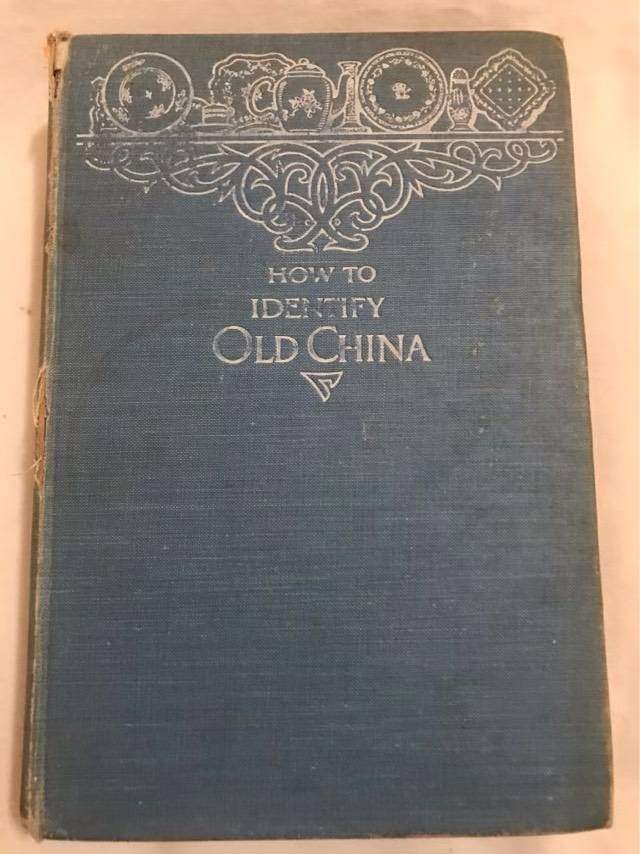 HOW TO
IDENTIFY
OLD CHINA